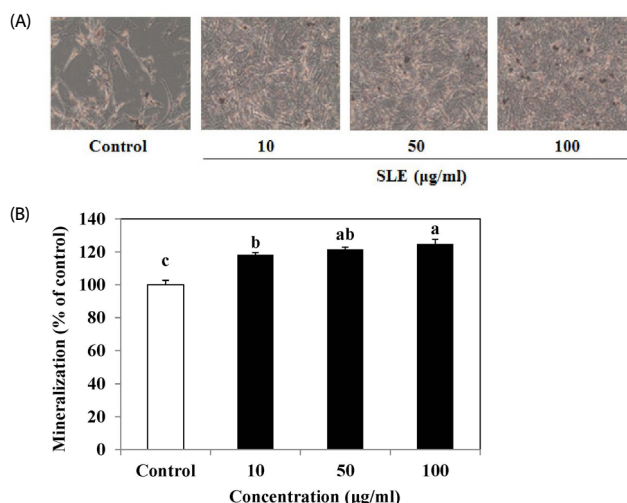 (A)
Control 10 50 100
SLE (μg/ml)
(B)
Mineralization (% of control)
140
120
100
80
60
40
20
0
c b ab a
Control 10 50 100
Concentration (μg/ml)